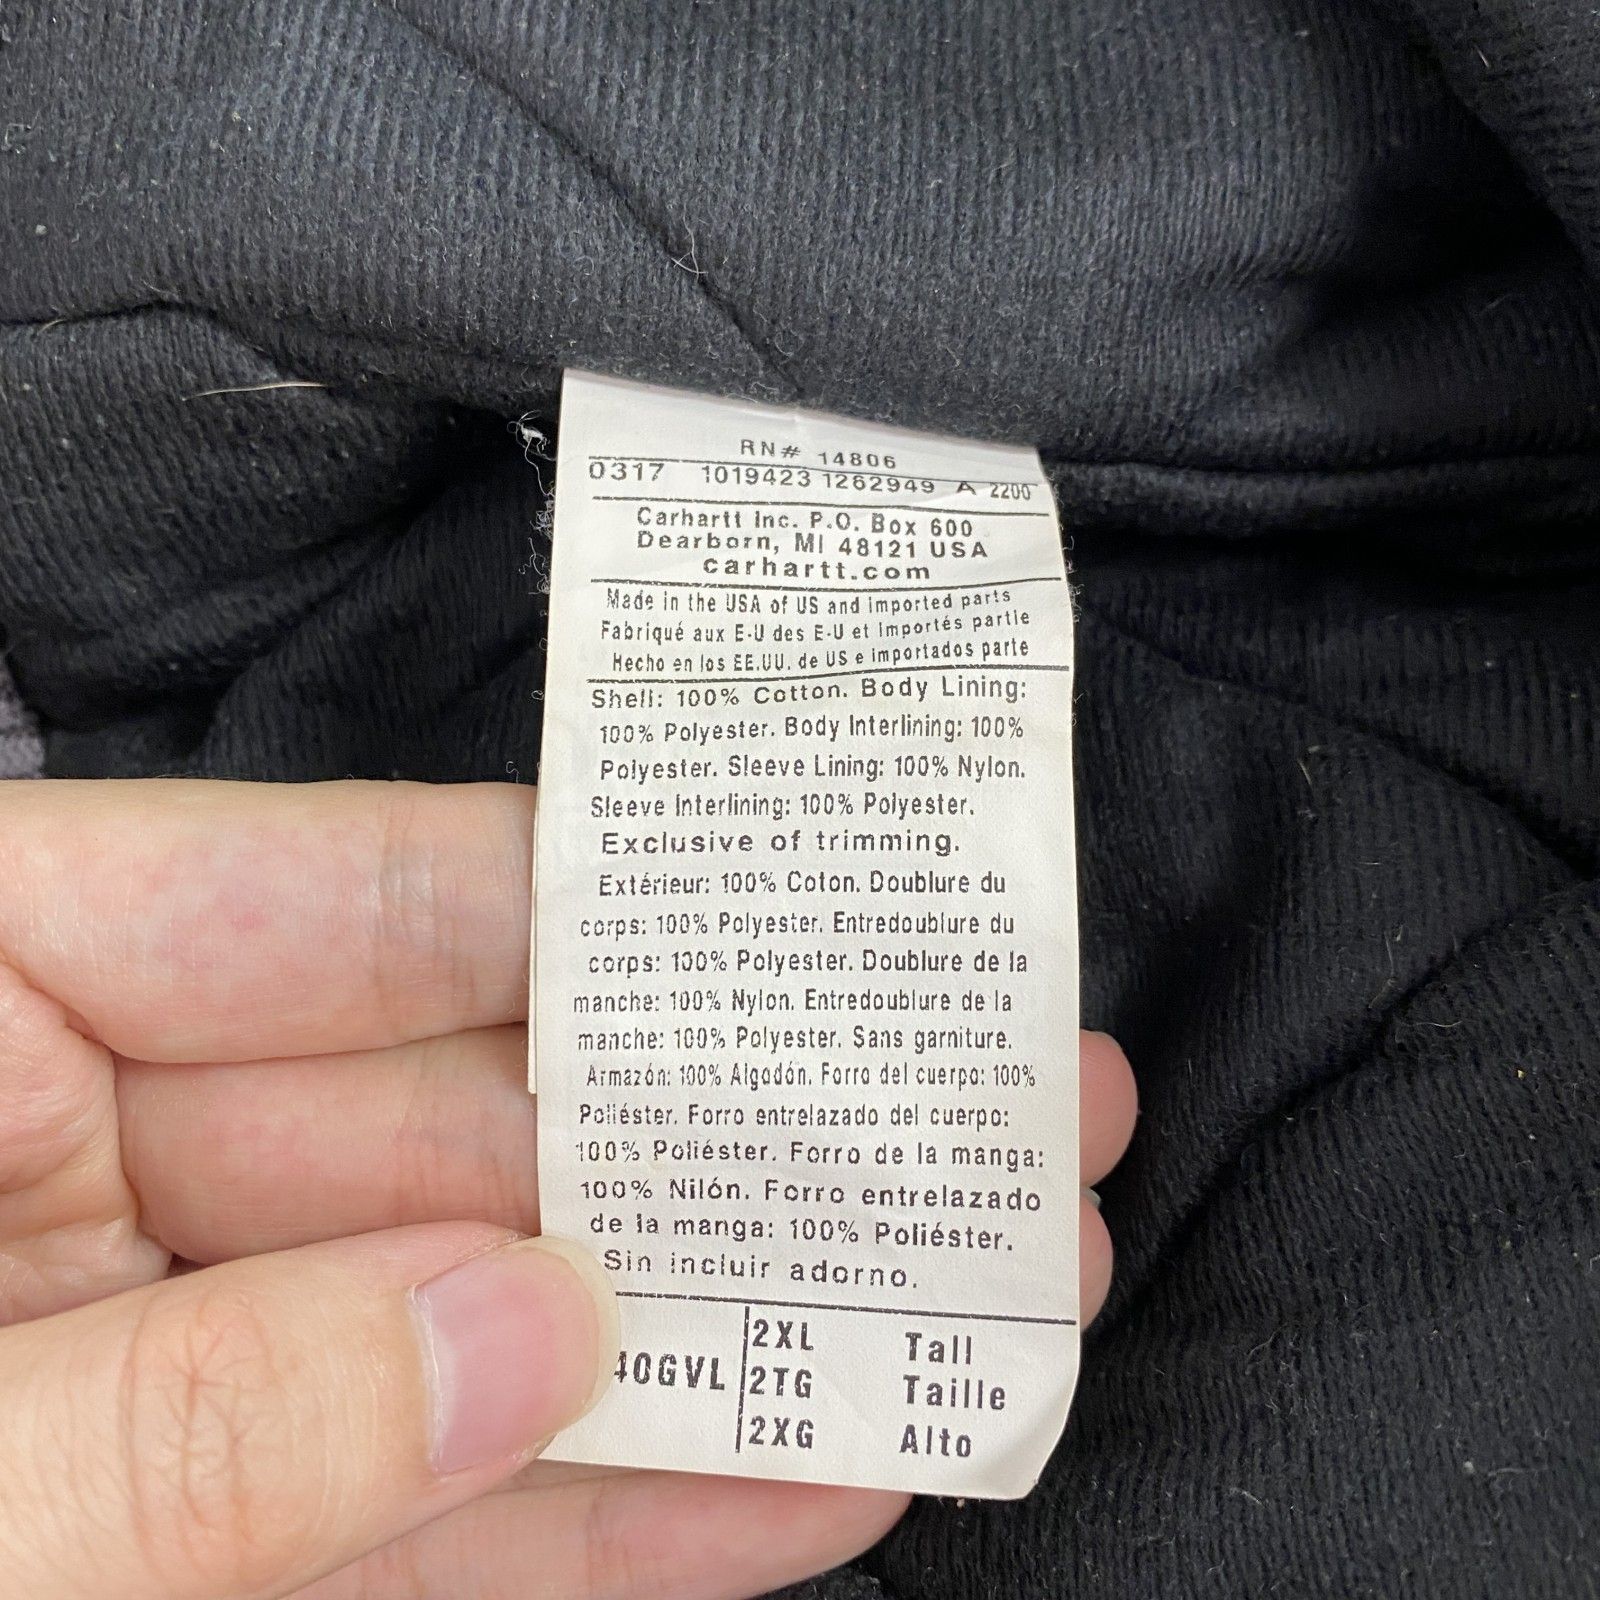 RN# 14806
0317 1019423 1262949 A 2200
Carhartt Inc. P.O. Box 600
Dearborn, MI 48121 USA
carhartt.com
Made in the USA of US and imported parts
Fabriqué aux E-U des E-U et importés partie
Hecho en los EE.UU. de US e importados parte
Shell: 100% Cotton. Body Lining:
100% Polyester. Body Interlining: 100%
Polyester. Sleeve Lining: 100% Nylon.
Sleeve Interlining: 100% Polyester.
Exclusive of trimming.
Extérieur: 100% Coton. Doublure du
corps: 100% Polyester. Entredoublure du
corps: 100% Polyester. Doublure de la
manche: 100% Nylon. Entredoublure de la
manche: 100% Polyester. Sans garniture.
Armazón: 100% Algodón. Forro del cuerpo: 100%
Poliéster. Forro entrelazado del cuerpo:
100% Poliéster. Forro de la manga:
100% Nilón. Forro entrelazado
de la manga: 100% Poliéster.
Sin incluir adorno.
2XL Tall
40GVL 2TG Taille
2XG Alto